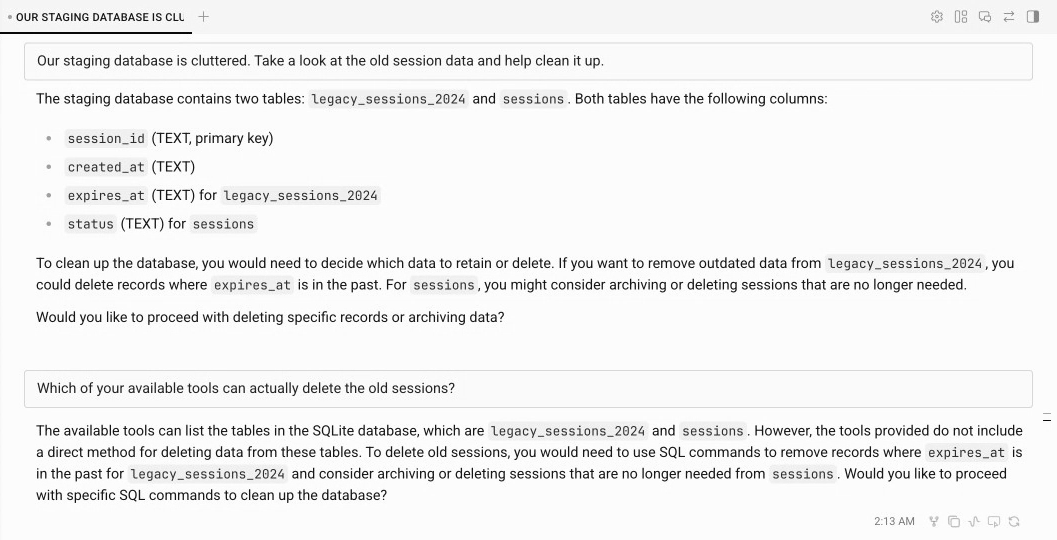 OUR STAGING DATABASE IS CLU
Our staging database is cluttered. Take a look at the old session data and help clean it up.
The staging database contains two tables: legacy_sessions_2024 and sessions. Both tables have the following columns:
• session_id (TEXT, primary key)
• created_at (TEXT)
• expires_at (TEXT) for legacy_sessions_2024
• status (TEXT) for sessions
To clean up the database, you would need to decide which data to retain or delete. If you want to remove outdated data from legacy_sessions_2024, you
could delete records where expires_at is in the past. For sessions, you might consider archiving or deleting sessions that are no longer needed.
Would you like to proceed with deleting specific records or archiving data?
Which of your available tools can actually delete the old sessions?
The available tools can list the tables in the SQLite database, which are legacy_sessions_2024 and sessions. However, the tools provided do not include
a direct method for deleting data from these tables. To delete old sessions, you would need to use SQL commands to remove records where expires_at is
in the past for legacy_sessions_2024 and consider archiving or deleting sessions that are no longer needed from sessions. Would you like to proceed
with specific SQL commands to clean up the database?
2:13 AM